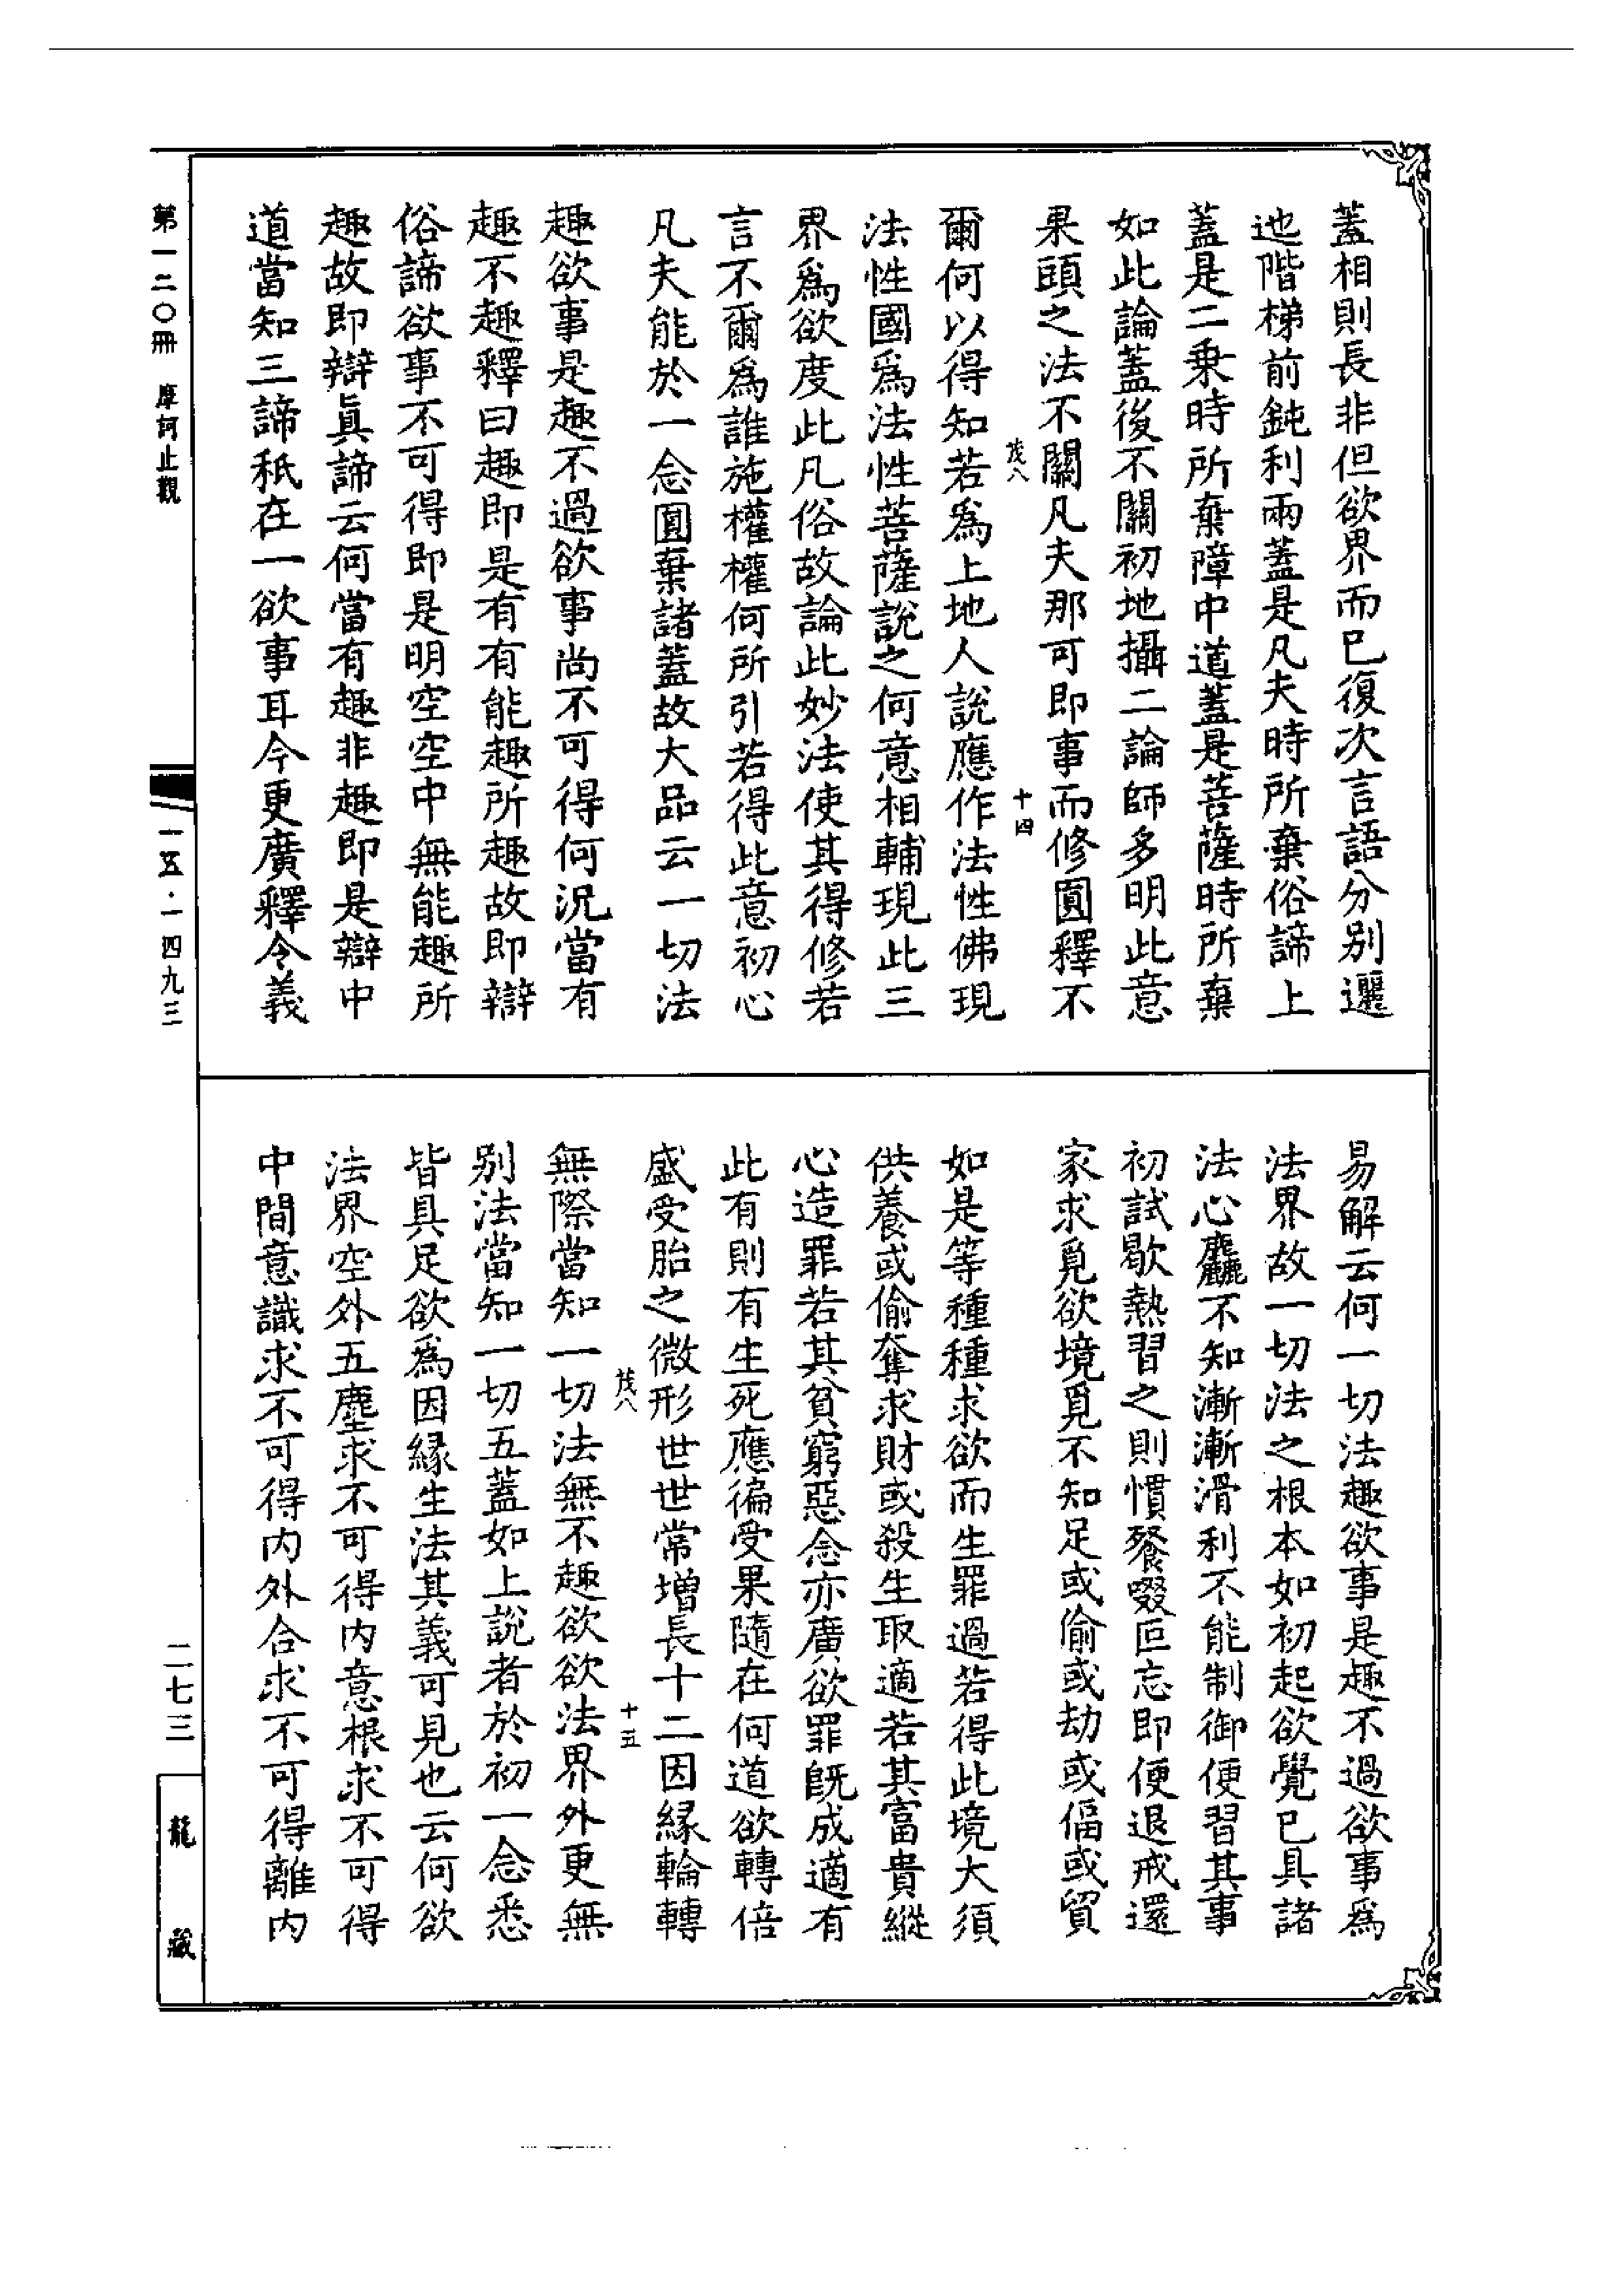 蓋相則長非但欲界而已復次言語分別邐
迆階梯前鈍利兩蓋是凡夫時所棄俗諦上
蓋是二乘時所棄障中道蓋是菩薩時所棄
如此論蓋後不關初地攝二論師多明此意
果頭之法不關凡夫那可即事而修圓釋不
茂八
十四
爾何以得知若爲上地人說應作法性佛現
法性國爲法性菩薩說之何意相輔現此三
界爲欲度此凡俗故論此妙法使其得修若
言不爾爲誰施權權何所引若得此意初心
凡夫能於一念圓棄諸蓋故大品云一切法
趣欲事是趣不過欲事尚不可得何況當有
趣不趣釋曰趣即是有有能趣所趣故即辯
俗諦欲事不可得即是明空空中無能趣所
趣故即辯眞諦云何當有趣非趣即是辯中
道當知三諦秖在一欲事耳今更廣釋令義
易解云何一切法趣欲事是趣不過欲事爲
法界故一切法之根本如初起欲覺已具諸
法心麤不知漸漸滑利不能制御便習其事
初試歇熱習之則慣餮啜叵忘即便退戒還
家求覓欲境覓不知足或偷或劫或偪或貿
如是等種種求欲而生罪過若得此境大須
供養或偷奪求財或殺生取適若其富貴縱
心造罪若其貧窮惡念亦廣欲罪旣成適有
此有則有生死應徧受果隨在何道欲轉倍
盛受胎之微形世世常增長十二因緣輪轉
茂八
十五
無際當知一切法無不趣欲欲法界外更無
別法當知一切五蓋如上說者於初一念悉
皆具足欲爲因緣生法其義可見也云何欲
法界空外五塵求不可得內意根求不可得
中間意識求不可得內外合求不可得離內
第一二〇冊 摩訶止觀
一五·一四九三
二七三
龍藏